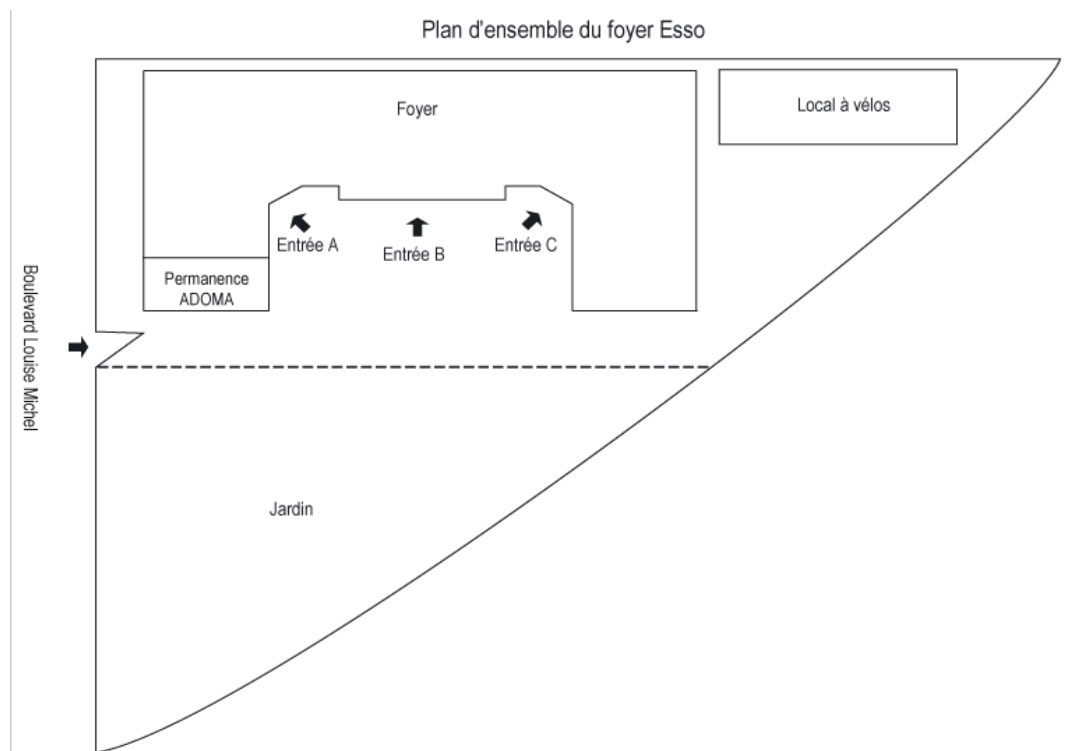 Plan d'ensemble du foyer Esso
Foyer
Local à vélos
Entrée A
Entrée B
Entrée C
Permanence
ADOMA
Boulevard Louise Michel
Jardin